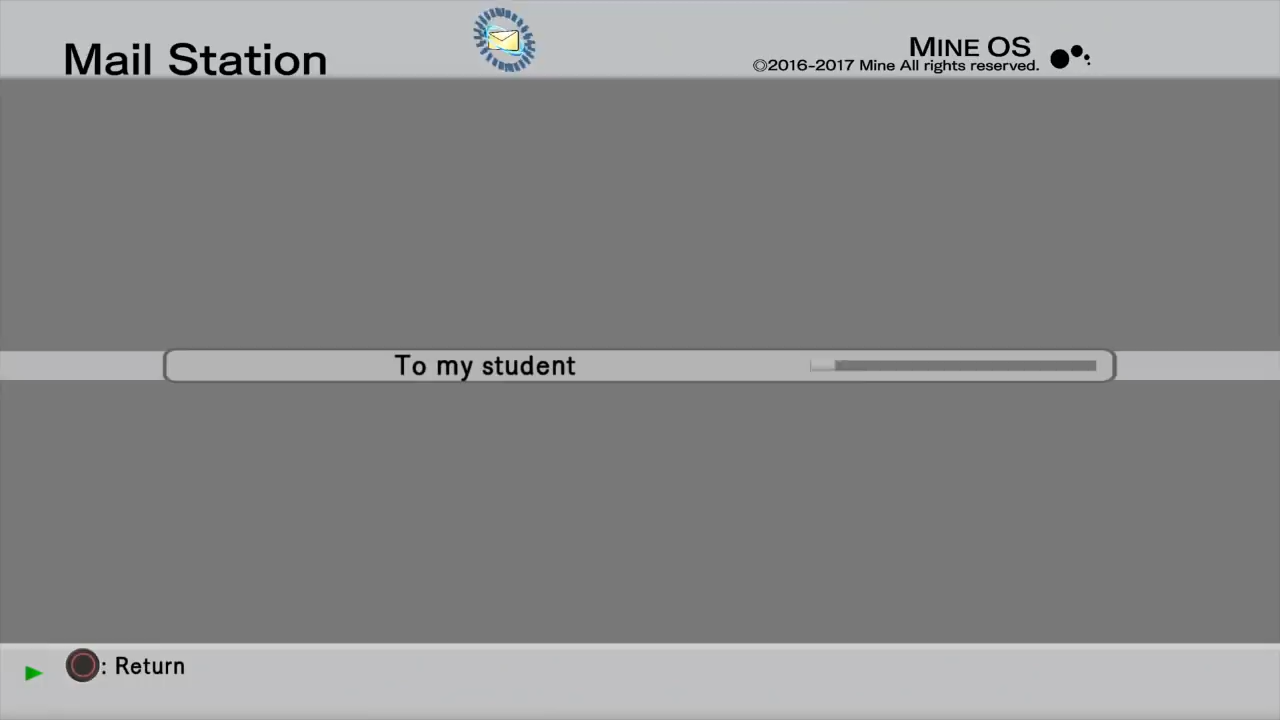 Mail Station
MINE OS
©2016-2017 Mine All rights reserved.
To my student
: Return